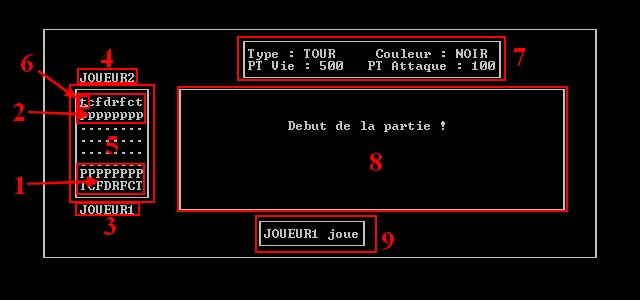 4
6
JOUEUR2
Type : TOUR Couleur : NOIR
PT Vie : 500 PT Attaque : 100
7
tcfdrfct
2
pppppppp
........
........
5
........
........
Debut de la partie !
8
PPPPPPPP
1
TCFDRFCT
JOUEUR1
3
JOUEUR1 joue
9